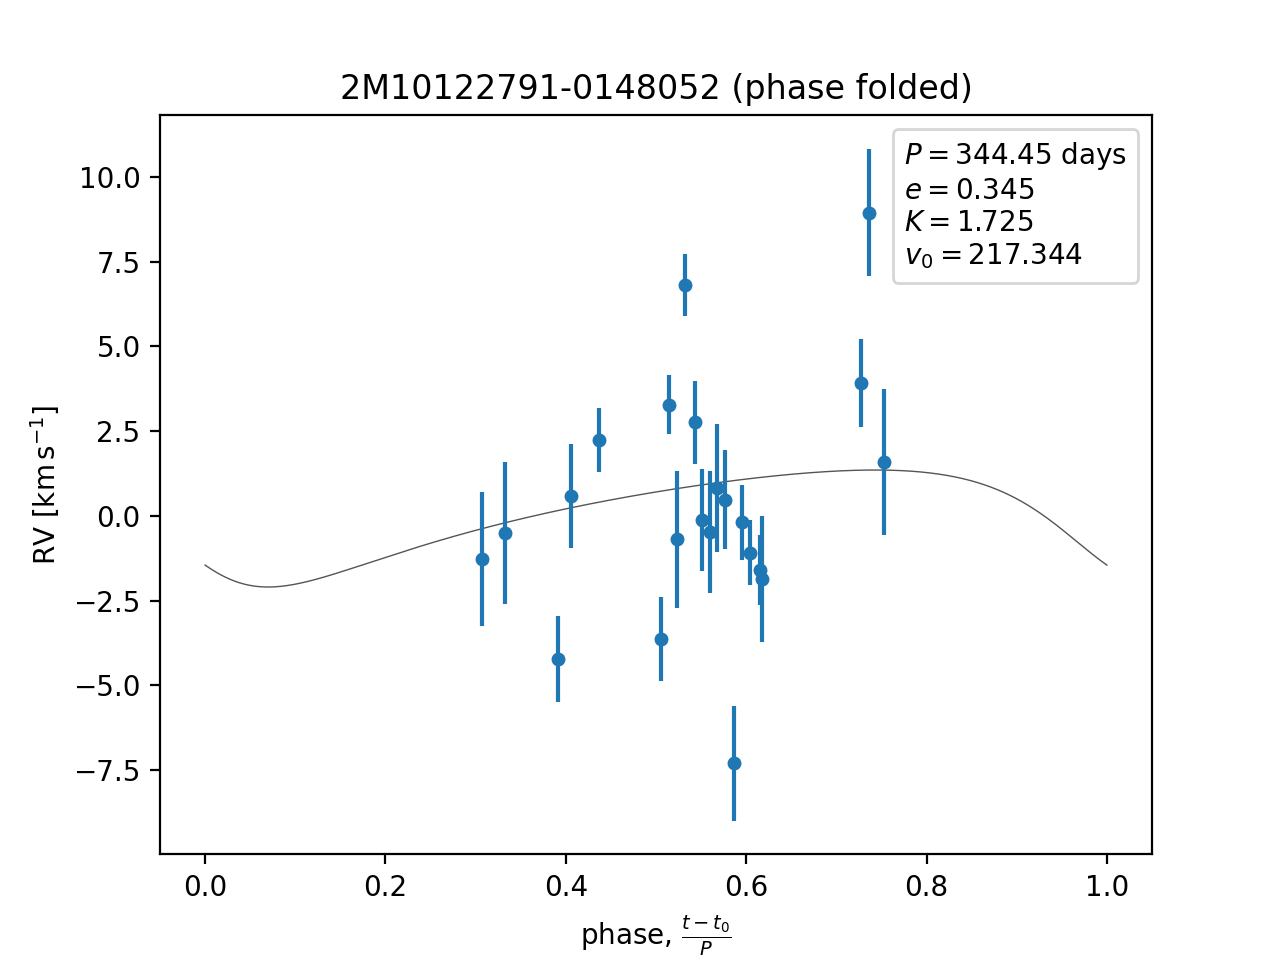 2M10122791-0148052 (phase folded)
P = 344.45 days
e = 0.345
K = 1.725
v₀ = 217.344
10.0
7.5
5.0
2.5
0.0
−2.5
−5.0
−7.5
RV [km s⁻¹]
0.0 0.2 0.4 0.6 0.8 1.0
phase, (t − t₀)/P